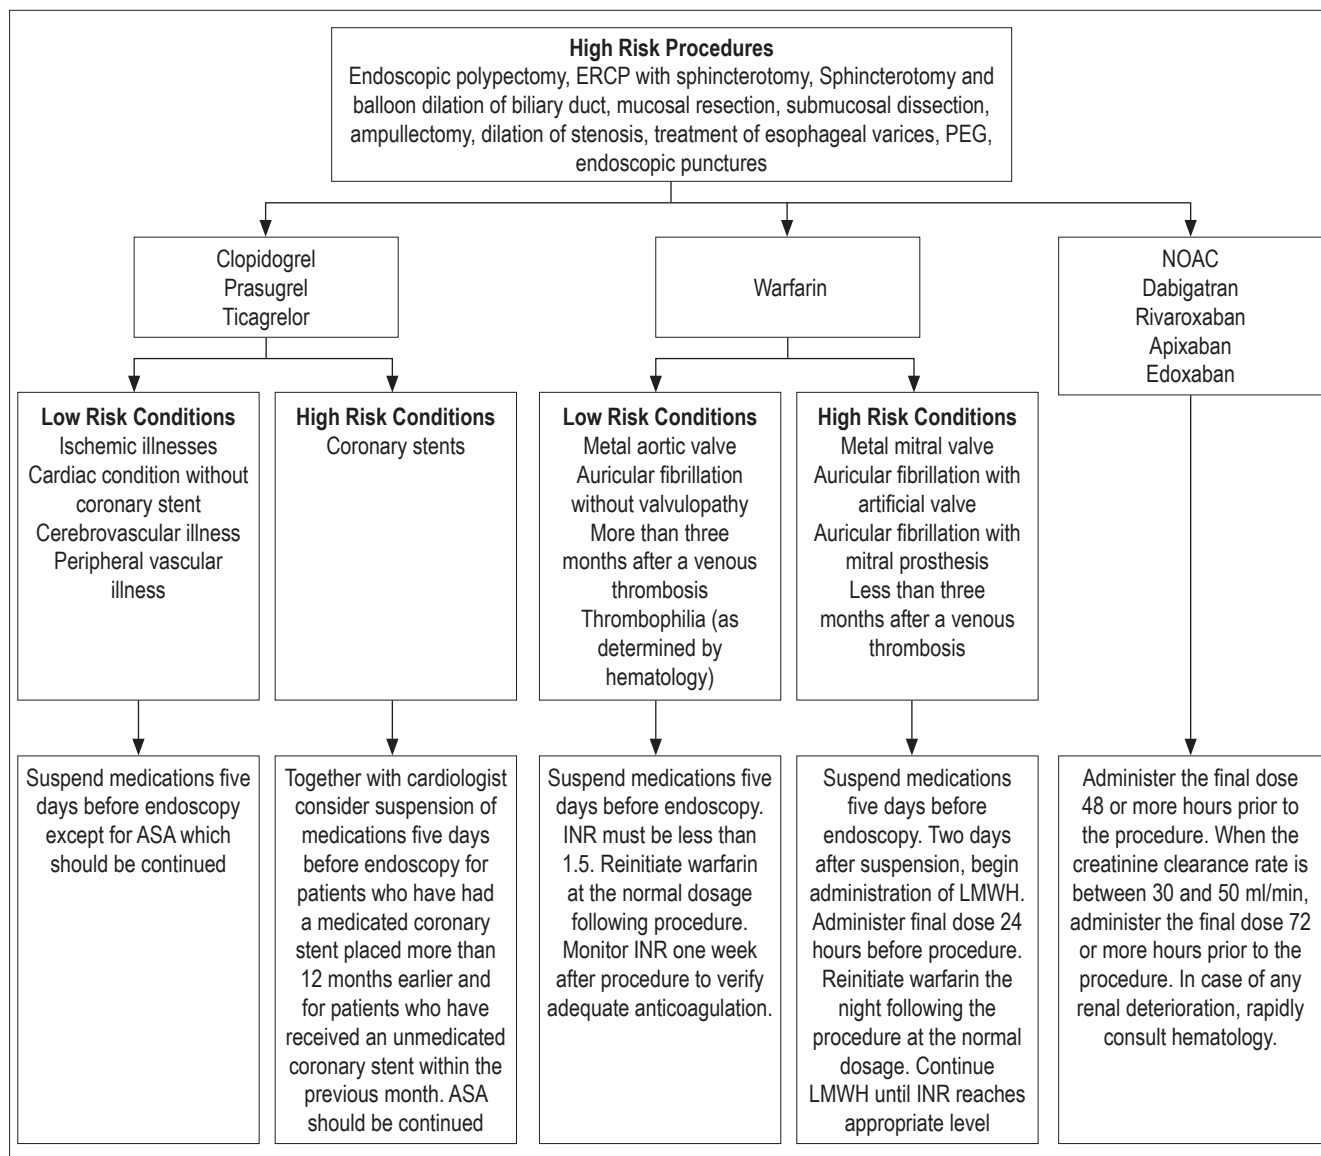 High Risk Procedures
Endoscopic polypectomy, ERCP with sphincterotomy, Sphincterotomy and
balloon dilation of biliary duct, mucosal resection, submucosal dissection,
ampullectomy, dilation of stenosis, treatment of esophageal varices, PEG,
endoscopic punctures
Clopidogrel
Prasugrel
Ticagrelor
Warfarin
NOAC
Dabigatran
Rivaroxaban
Apixaban
Edoxaban
Low Risk Conditions
Ischemic illnesses
Cardiac condition without
coronary stent
Cerebrovascular illness
Peripheral vascular
illness
High Risk Conditions
Coronary stents
Low Risk Conditions
Metal aortic valve
Auricular fibrillation
without valvulopathy
More than three
months after a venous
thrombosis
Thrombophilia (as
determined by
hematology)
High Risk Conditions
Metal mitral valve
Auricular fibrillation with
artificial valve
Auricular fibrillation with
mitral prosthesis
Less than three
months after a venous
thrombosis
Suspend medications five
days before endoscopy
except for ASA which
should be continued
Together with cardiologist
consider suspension of
medications five days
before endoscopy for
patients who have had
a medicated coronary
stent placed more than
12 months earlier and
for patients who have
received an unmedicated
coronary stent within the
previous month. ASA
should be continued
Suspend medications five
days before endoscopy.
INR must be less than
1.5. Reinitiate warfarin
at the normal dosage
following procedure.
Monitor INR one week
after procedure to verify
adequate anticoagulation.
Suspend medications
five days before
endoscopy. Two days
after suspension, begin
administration of LMWH.
Administer final dose 24
hours before procedure.
Reinitiate warfarin the
night following the
procedure at the normal
dosage. Continue
LMWH until INR reaches
appropriate level
Administer the final dose
48 or more hours prior to
the procedure. When the
creatinine clearance rate is
between 30 and 50 ml/min,
administer the final dose 72
or more hours prior to the
procedure. In case of any
renal deterioration, rapidly
consult hematology.